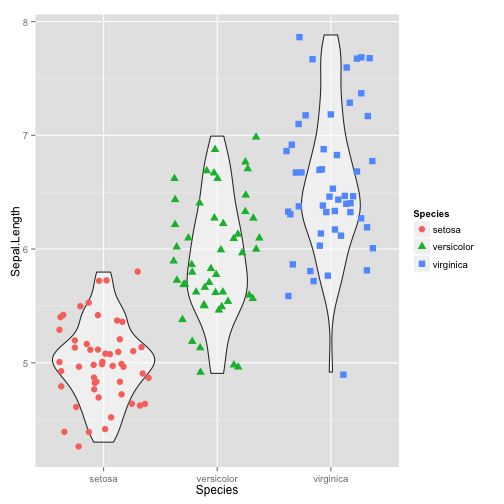 8
7
6
5
Sepal.Length
setosa
versicolor
virginica
Species
Species
setosa
versicolor
virginica